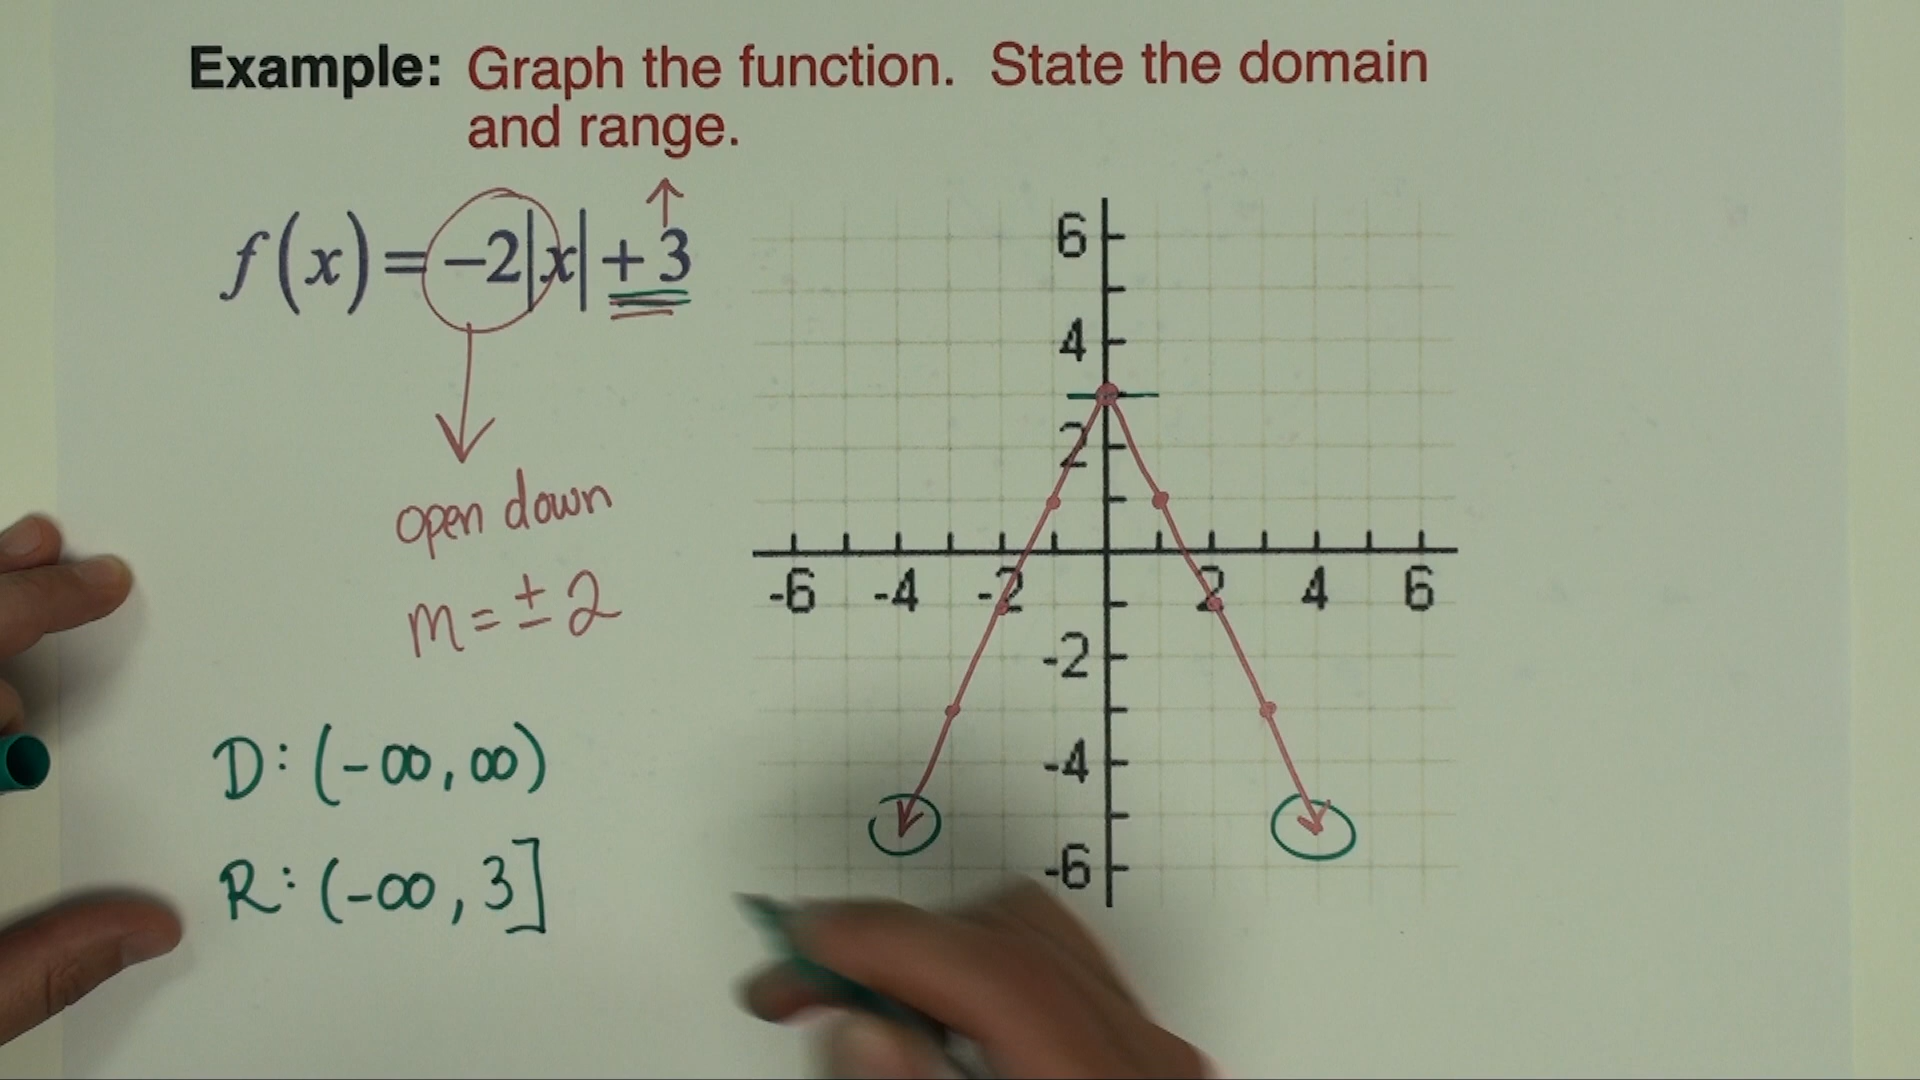 Example: Graph the function. State the domain
and range.
f(x)=-2|x|+3
open down
m=±2
D:(-∞,∞)
R:(-∞,3]
6
4
2
-6 -4 -2 2 4 6
-2
-4
-6